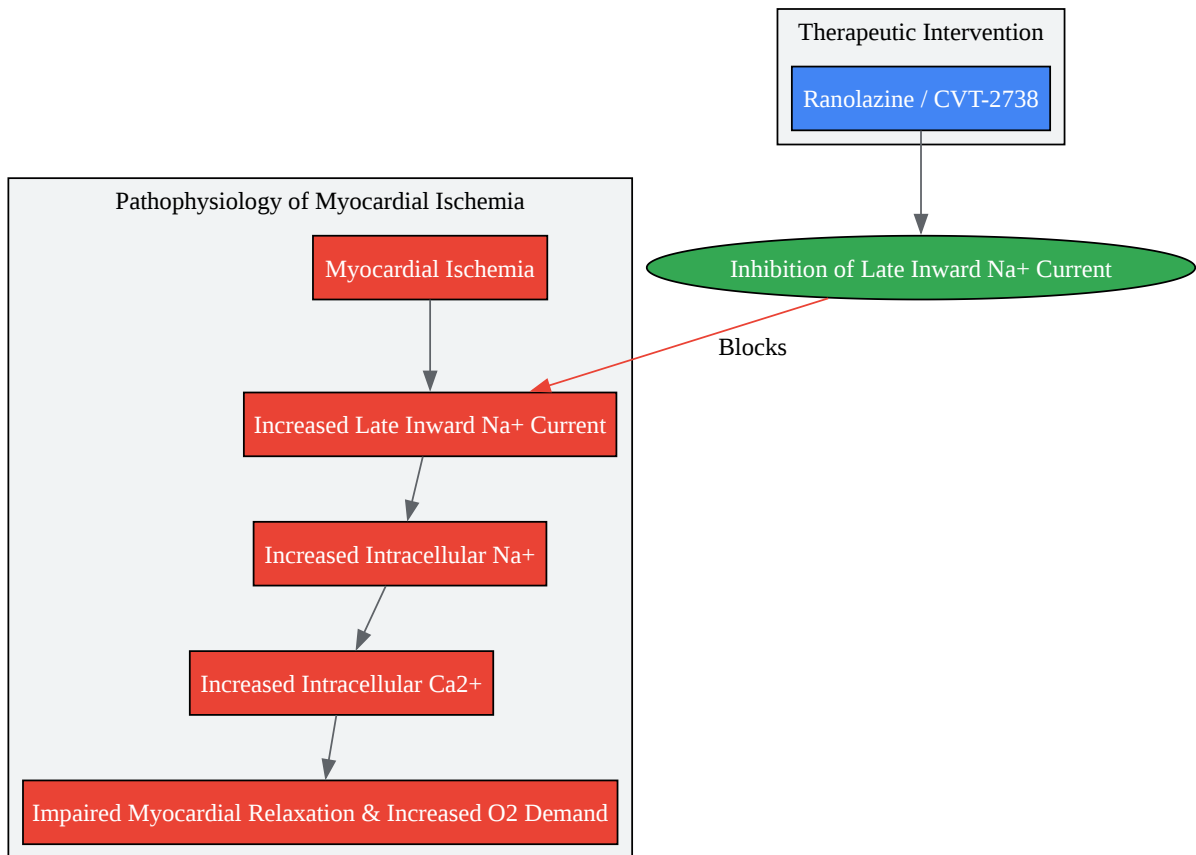 Therapeutic Intervention
Ranolazine / CVT-2738
Pathophysiology of Myocardial Ischemia
Myocardial Ischemia
Inhibition of Late Inward Na+ Current
Blocks
Increased Late Inward Na+ Current
Increased Intracellular Na+
Increased Intracellular Ca2+
Impaired Myocardial Relaxation & Increased O2 Demand